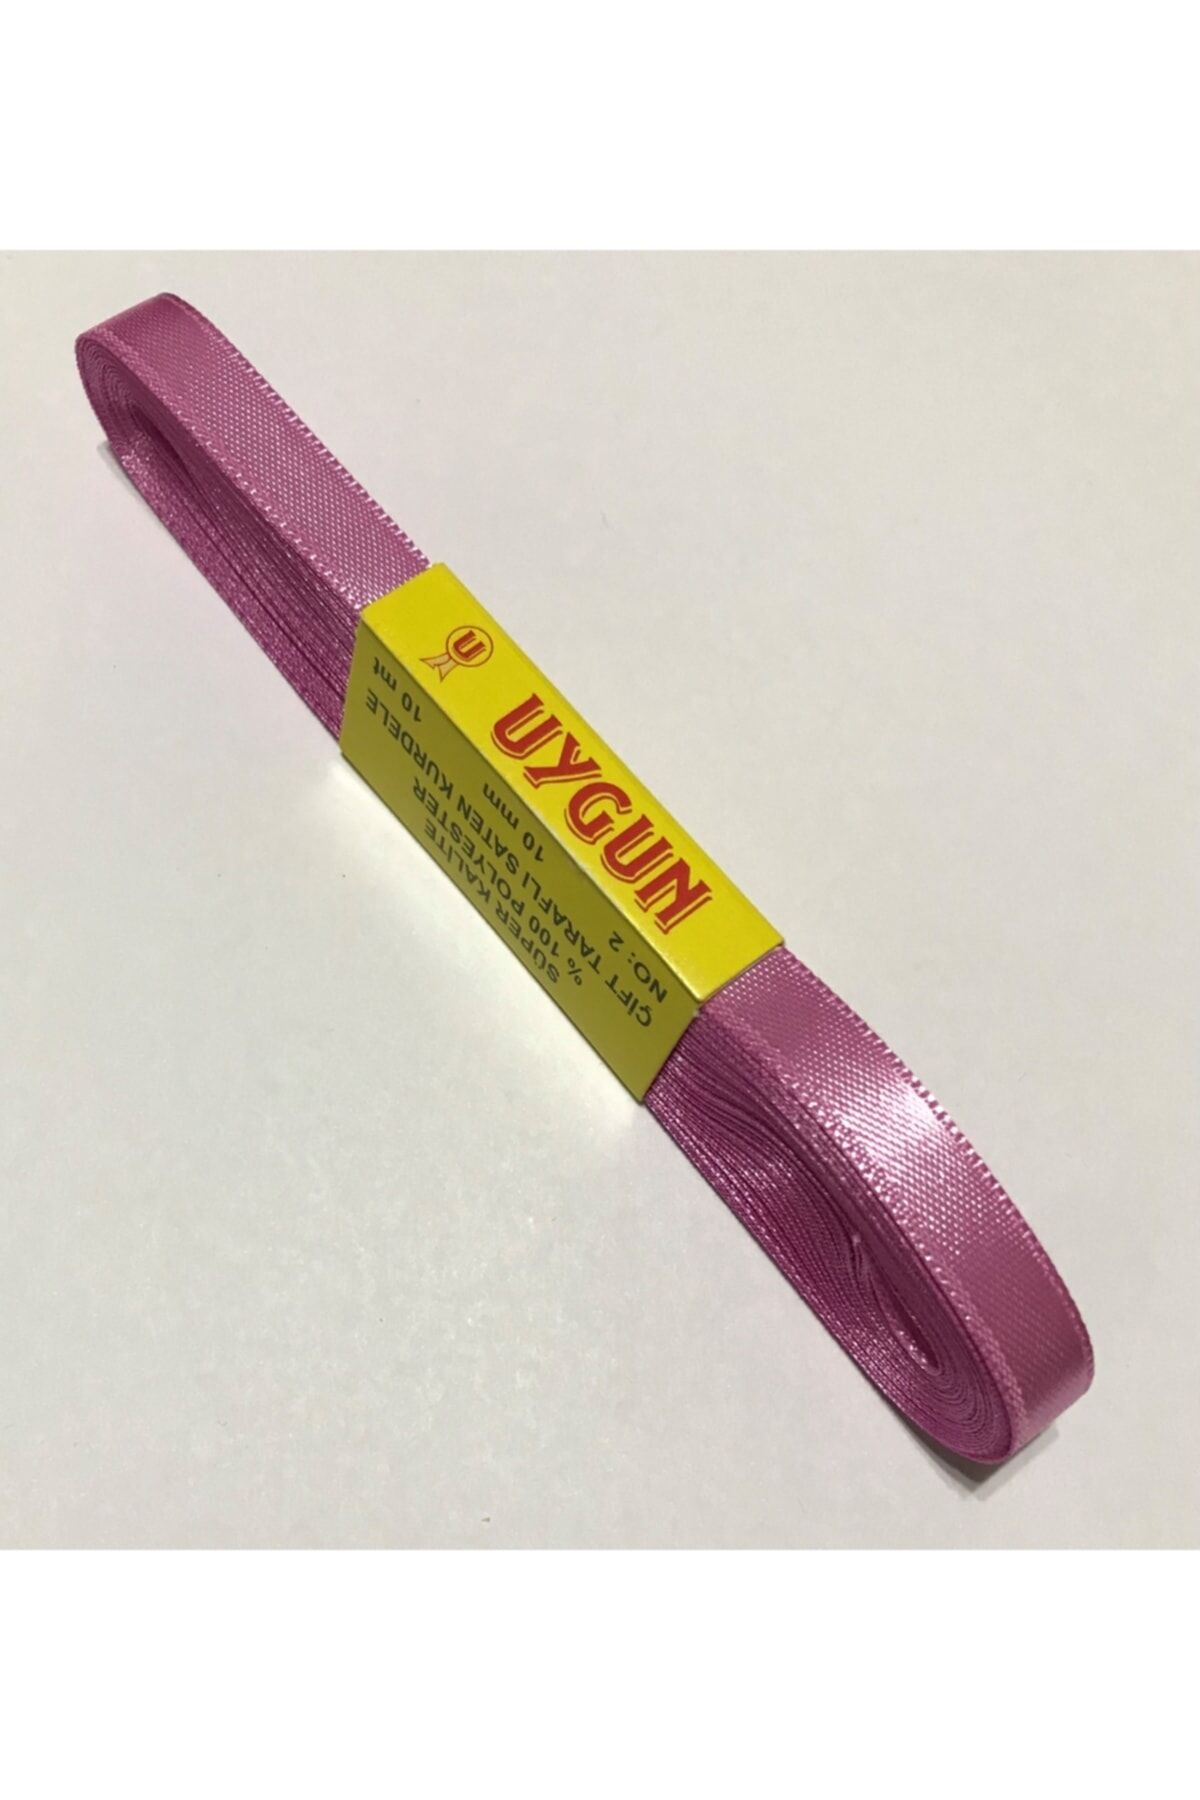 U
UYGUN
SÜPER KALİTE
% 100 POLYESTER
ÇİFT TARAFLI SATEN KURDELE
NO: 2 10 mm 10 mt